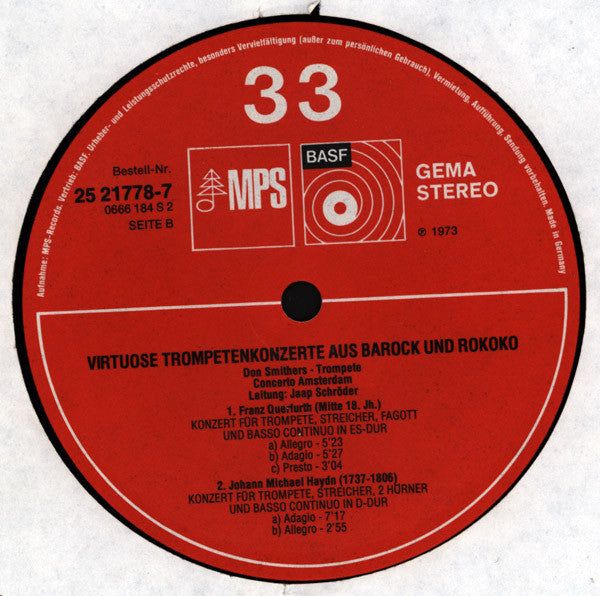 Aufnahme: MPS-Records. Vertrieb: BASF. Urheber- und Leistungsschutzrechte, besonders Vervielfältigung (außer zum persönlichen Gebrauch), Vermietung, Aufführung, Sendung vorbehalten. Made in Germany
33
Bestell-Nr.
25 21778-7
0666 184 S 2
SEITE B
MPS
BASF
GEMA
STEREO
℗ 1973
VIRTUOSE TROMPETENKONZERTE AUS BAROCK UND ROKOKO
Don Smithers - Trompete
Concerto Amsterdam
Leitung: Jaap Schröder
1. Franz Querfurth (Mitte 18. Jh.)
KONZERT FÜR TROMPETE, STREICHER, FAGOTT
UND BASSO CONTINUO IN ES-DUR
a) Allegro - 5'23
b) Adagio - 5'27
c) Presto - 3'04
2. Johann Michael Haydn (1737-1806)
KONZERT FÜR TROMPETE, STREICHER, 2 HÜRNER
UND BASSO CONTINUO IN D-DUR
a) Adagio - 7'17
b) Allegro - 2'55